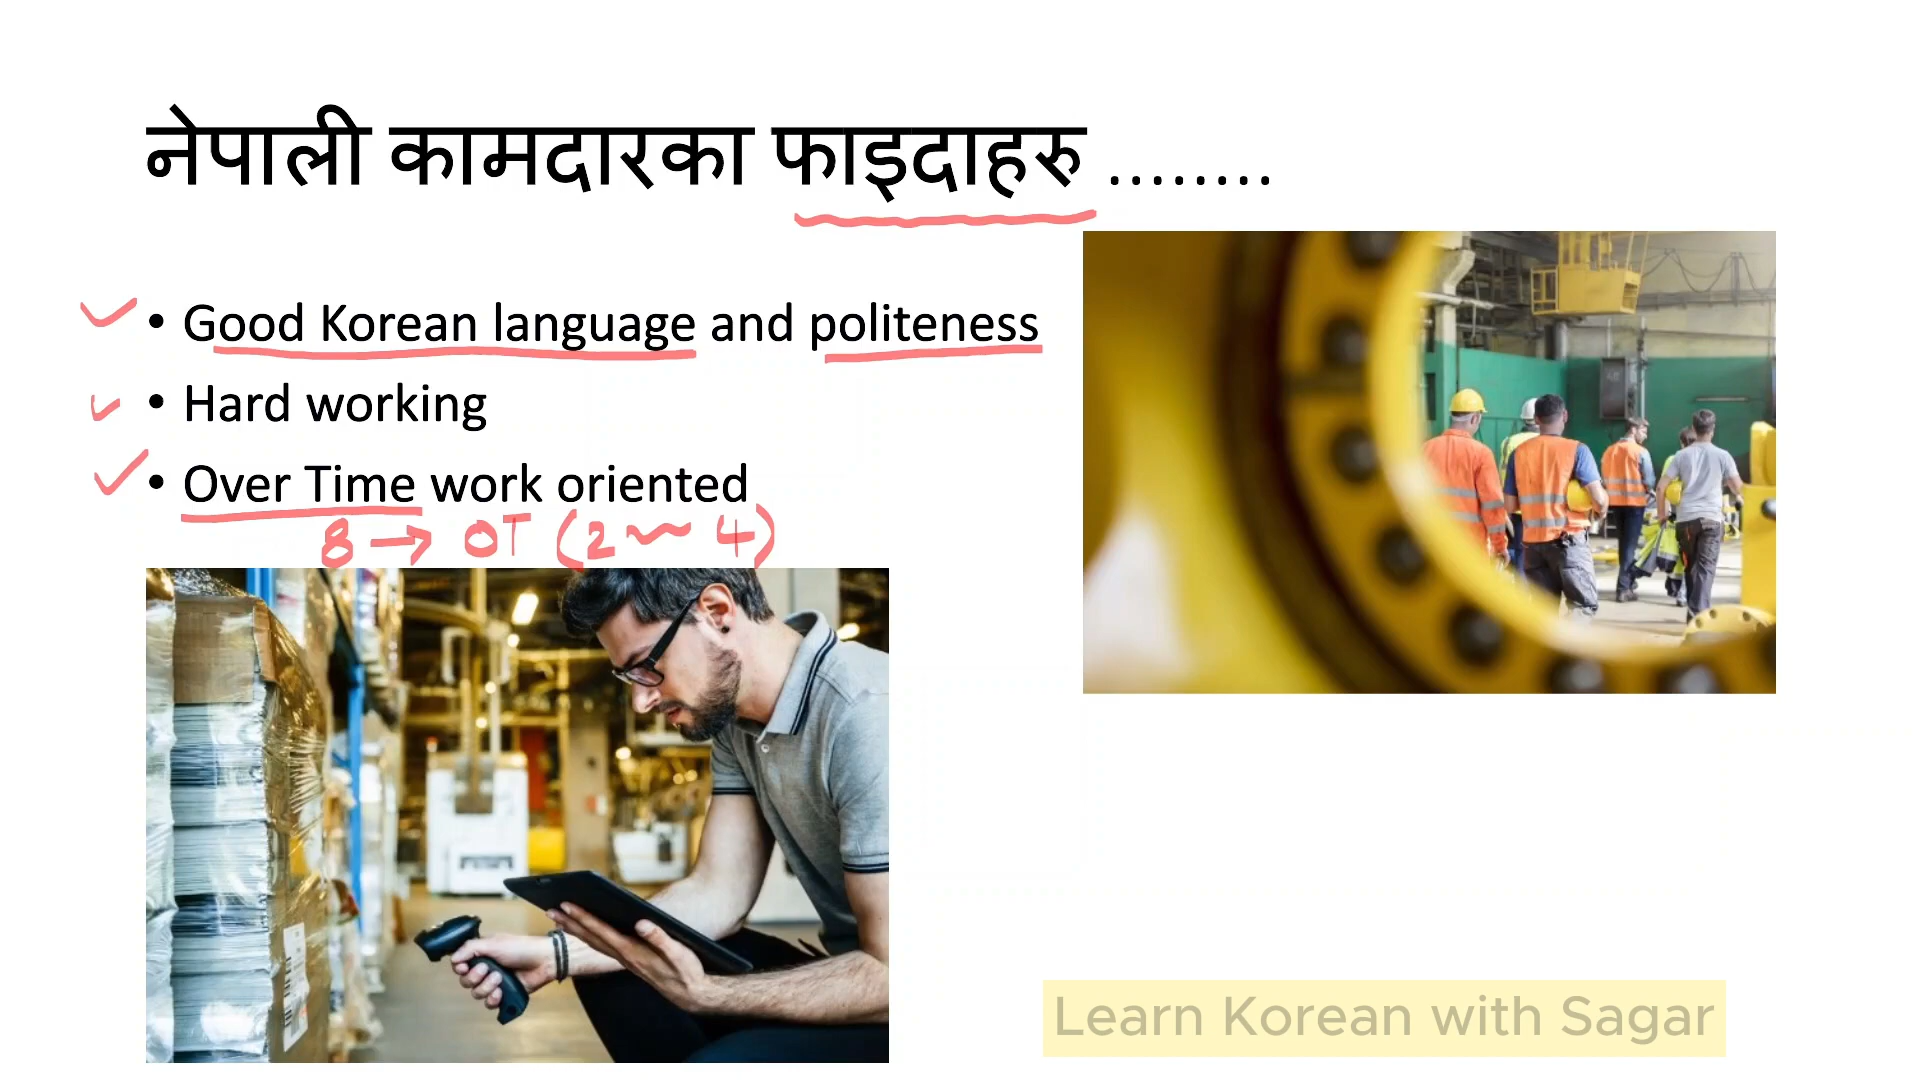 नेपाली कामदारका फाइदाहरु ........
• Good Korean language and politeness
• Hard working
• Over Time work oriented
8 → OT (2 ~ 4)
Learn Korean with Sagar